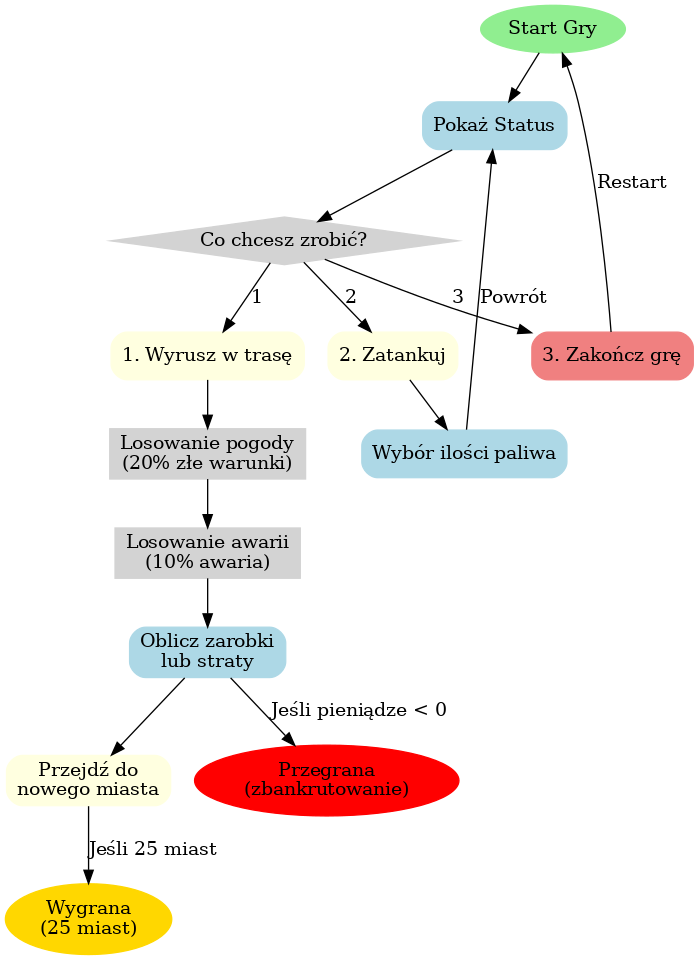 Start Gry
Pokaż Status
Restart
Co chcesz zrobić?
1
2
3
Powrót
1. Wyrusz w trasę
2. Zatankuj
3. Zakończ grę
Losowanie pogody
(20% złe warunki)
Wybór ilości paliwa
Losowanie awarii
(10% awaria)
Oblicz zarobki
lub straty
Jeśli pieniądze < 0
Przejdź do
nowego miasta
Przegrana
(zbankrutowanie)
Jeśli 25 miast
Wygrana
(25 miast)